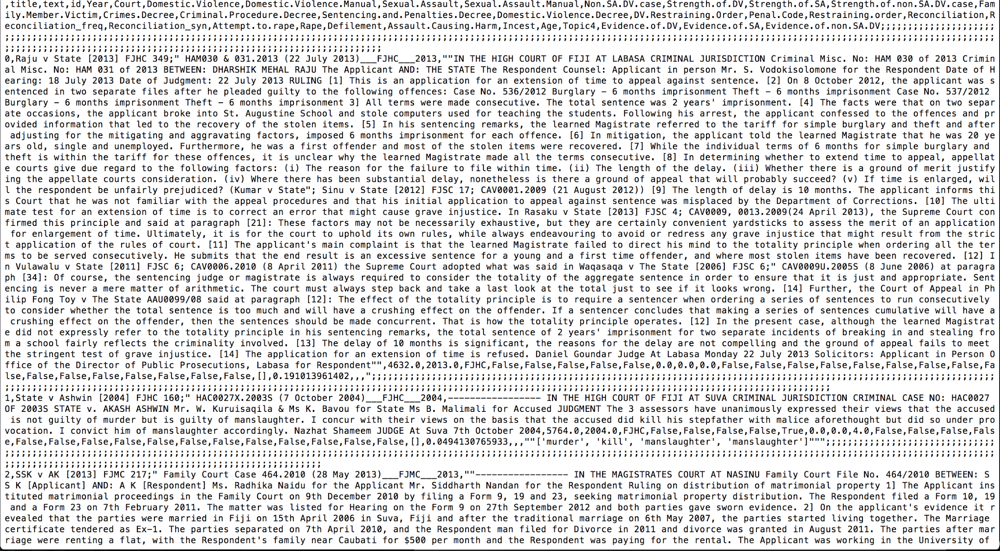 ,title,text,id,Year,Court,Domestic.Violence,Domestic.Violence.Manual,Sexual.Assault,Sexual.Assault.Manual,Non.SA.DV.case,Strength.of.DV,Strength.of.SA,Strength.of.non.SA.DV.case,Fam
ily.Member.Victim,Crimes.Decree,Criminal.Procedure.Decree,Sentencing.and.Penalties.Decree,Domestic.Violence.Decree,DV.Restraining.Order,Penal.Code,Restraining.order,Reconciliation,R
econciliation_freq,Reconciliation_syn,Attempt.to.rape,Rape,Defilement,Assault.Causing.Harm,Incest,Age,Topic4,Evidence.of.DV,Evidence.of.SA,Evidence.of.non.SA.DV;;;;;;;;;;;;;;;;;;;;;
;;;;;;;;;;;;;;;;;;;;;;;;;;;;;;;;;;;;;;;;;;;;;;;;;;;;;;;;;;;;;;;;;;;;;;;;;;;;;;;;;;;;;;;;;;;;;;;;;;;;;;;;;;;;;;;;;;;;;;;;;;;;;;;;;;;;;;;;;;;;;;;;;;;;;;;;;;;;;;;;;;;;;;;;;;;;;;;;;;;;;
;;;;;;;;;;;;;;;;;;;;;;;;;;;;;;;;;;;;;;;;;;;;;;;;;;;;;;;;;;;;;;;;;;;;;
0,Raju v State [2013] FJHC 349;" HAM030 & 031.2013 (22 July 2013)___FJHC___2013,""IN THE HIGH COURT OF FIJI AT LABASA CRIMINAL JURISDICTION Criminal Misc. No: HAM 030 of 2013 Crimin
al Misc. No: HAM 031 of 2013 BETWEEN: DHARSHIK MEHAL RAJU The Applicant AND: THE STATE The Respondent Counsel: Applicant in person Mr. S. Vodokisolomone for the Respondent Date of H
earing: 18 July 2013 Date of Judgment: 22 July 2013 RULING [1] This is an application for an extension of time to appeal against sentence. [2] On 8 October 2012, the applicant was s
entenced in two separate files after he pleaded guilty to the following offences: Case No. 536/2012 Burglary – 6 months imprisonment Theft – 6 months imprisonment Case No. 537/2012
Burglary – 6 months imprisonment Theft – 6 months imprisonment 3] All terms were made consecutive. The total sentence was 2 years' imprisonment. [4] The facts were that on two separ
ate occasions, the applicant broke into St. Augustine School and stole computers used for teaching the students. Following his arrest, the applicant confessed to the offences and pr
ovided information that led to the recovery of the stolen items. [5] In his sentencing remarks, the learned Magistrate referred to the tariff for simple burglary and theft and after
 adjusting for the mitigating and aggravating factors, imposed 6 months imprisonment for each offence. [6] In mitigation, the applicant told the learned Magistrate that he was 20 ye
ars old, single and unemployed. Furthermore, he was a first offender and most of the stolen items were recovered. [7] While the individual terms of 6 months for simple burglary and
theft is within the tariff for these offences, it is unclear why the learned Magistrate made all the terms consecutive. [8] In determining whether to extend time to appeal, appellat
e courts give due regard to the following factors: (i) The reason for the failure to file within time. (ii) The length of the delay. (iii) Whether there is a ground of merit justify
ing the appellate courts consideration. (iv) Where there has been substantial delay, nonetheless is there a ground of appeal that will probably succeed? (v) If time is enlarged, wil
l the respondent be unfairly prejudiced? (Kumar v State"; Sinu v State [2012] FJSC 17; CAV0001.2009 (21 August 2012)) [9] The length of delay is 10 months. The applicant informs thi
s Court that he was not familiar with the appeal procedures and that his initial application to appeal against sentence was misplaced by the Department of Corrections. [10] The ulti
mate test for an extension of time is to correct an error that might cause grave injustice. In Rasaku v State [2013] FJSC 4; CAV0009, 0013.2009(24 April 2013), the Supreme Court con
firmed this principle and said at paragraph [21]: These factors may not be necessarily exhaustive, but they are certainly convenient yardsticks to assess the merit of an application
 for enlargement of time. Ultimately, it is for the court to uphold its own rules, while always endeavouring to avoid or redress any grave injustice that might result from the stric
t application of the rules of court. [11] The applicant's main complaint is that the learned Magistrate failed to direct his mind to the totality principle when ordering all the ter
ms to be served consecutively. He submits that the end result is an excessive sentence for a young and a first time offender, and where most stolen items have been recovered. [12] I
n Vulawalu v State [2011] FJSC 6; CAV0006.2010 (8 April 2011) the Supreme Court adopted what was said in Waqasaqa v The State [2006] FJSC 6;" CAV0009U.2005S (8 June 2006) at paragra
ph [34]: Of course, the sentencing judge or magistrate is always required to consider the totality of the aggregate sentence in order to ensure that it is just and appropriate. Sent
encing is never a mere matter of arithmetic. The court must always step back and take a last look at the total just to see if it looks wrong. [14] Further, the Court of Appeal in Ph
ilip Fong Toy v The State AAU0099/08 said at paragraph [12]: The effect of the totality principle is to require a sentencer when ordering a series of sentences to run consecutively
to consider whether the total sentence is too much and will have a crushing effect on the offender. If a sentencer concludes that making a series of sentences cumulative will have a
 crushing effect on the offender, then the sentences should be made concurrent. That is how the totality principle operates. [12] In the present case, although the learned Magistrat
e did not expressly refer to the totality principle in his sentencing remarks, the total sentence of 2 years' imprisonment for two separate incidents of breaking in and stealing fro
m a school fairly reflects the criminality involved. [13] The delay of 10 months is significant, the reasons for the delay are not compelling and the ground of appeal fails to meet
the stringent test of grave injustice. [14] The application for an extension of time is refused. Daniel Goundar Judge At Labasa Monday 22 July 2013 Solicitors: Applicant in Person O
ffice of the Director of Public Prosecutions, Labasa for Respondent"",4632.0,2013.0,FJHC,False,False,False,False,False,0.0,0.0,0.0,False,False,False,False,False,False,False,False,Fa
lse,False,False,False,False,False,False,False,[],0.191013961402,,,";;;;;;;;;;;;;;;;;;;;;;;;;;;;;;;;;;;;;;;;;;;;;;;;;;;;;;;;;;;;;;;;;;;;;;;;;;;;;;;;;;;;;;;;;;;;;;;;;;;;;;;;;;;;;;;;;;
;;;;;;;;;;;;;;;;;;;;;;;;;;;;;;;;;;;;;;;;;;;;;;;;;;;;;;;;;;;;;;;;;;;;;;;;;;;;;;;;;;;;;;;;;;;;;;;;;;;;;;;;;;;;;;;;;;;;;;;;;;;;;;;;;;;;;;;;;;;;;;;;;;;;;;;
1,State v Ashwin [2004] FJHC 160;" HAC0027X.2003S (7 October 2004)___FJHC___2004,----------------- IN THE HIGH COURT OF FIJI AT SUVA CRIMINAL JURISDICTION CRIMINAL CASE NO: HAC0027
OF 2003S STATE v. AKASH ASHWIN Mr. W. Kuruisaqila & Ms K. Bavou for State Ms B. Malimali for Accused JUDGMENT The 3 assessors have unanimously expressed their views that the accused
 is not guilty of murder but is guilty of manslaughter. I concur with their views on the basis that the accused did kill his stepfather with malice aforethought but did so under pro
vocation. I convict him of manslaughter accordingly. Nazhat Shameem JUDGE At Suva 7th October 2004,5764.0,2004.0,FJHC,False,False,False,False,True,0.0,0.0,4.0,False,False,False,Fals
e,False,False,False,False,False,False,False,False,False,False,False,False,[],0.0494130765933,,,""['murder', 'kill', 'manslaughter', 'manslaughter']""";;;;;;;;;;;;;;;;;;;;;;;;;;;;;;;
;;;;;;;;;;;;;;;;;;;;;;;;;;;;;;;;;;;;;;;;;;;;;;;;;;;;;;;;;;;;;;;;;;;;;;;;;;;;;;;;;;;;;;;;;;;;;;;;;;;;;;;;;;;;;;;;;;;;;;;;;;;;;;;;;;;;;;;;;;;;;;;;;;;;;;;;;;;;;;;;;;;;;;;;;;;;;;;;;;;;;
;;;;;;;;;;;;;;;;;;;;;;;;;;;;;;;;;;;;;;;;;;;;;;;;;;;;;;;;;;
2,SSK v AK [2013] FJMC 217;" Family Court Case 464.2010 (28 May 2013)___FJMC___2013,""----------------- IN THE MAGISTRATES COURT AT NASINU Family Court File No. 464/2010 BETWEEN: S
S K [Applicant] AND: A K [Respondent] Ms. Radhika Naidu for the Applicant Mr. Siddharth Nandan for the Respondent Ruling on distribution of matrimonial property 1] The Applicant ins
tituted matrimonial proceedings in the Family Court on 9th December 2010 by filing a Form 9, 19 and 23, seeking matrimonial property distribution. The Respondent filed a Form 10, 19
 and a Form 23 on 7th February 2011. The matter was listed for Hearing on the Form 9 on 27th September 2012 and both parties gave sworn evidence. 2] On the applicant's evidence it r
evealed that the parties were married in Fiji on 15th April 2006 in Suva, Fiji and after the traditional marriage on 6th May 2007, the parties started living together. The Marriage
certificate tendered as Ex–1. The parties separated on 7th April 2010, and the Respondent man filed for Divorce in 2011 and divorce was granted in August 2011. The parties after mar
riage were renting a flat, with the Respondent's family near Caubati for $500 per month and the Respondent was paying for the rental. The Applicant was working in the University of